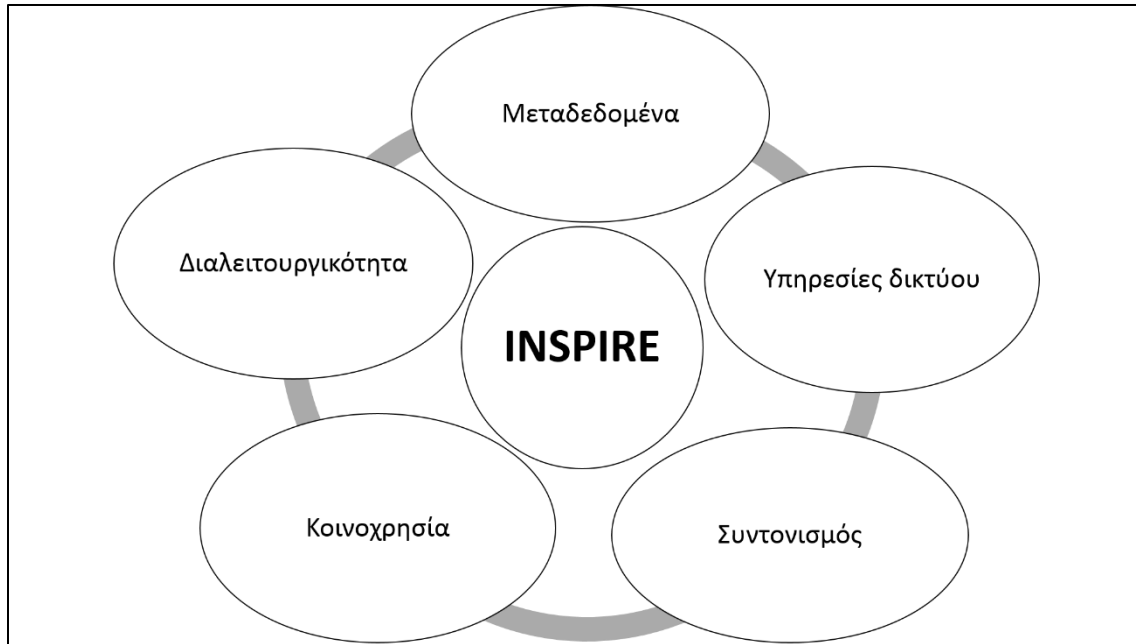 Μεταδεδομένα
Διαλειτουργικότητα
Υπηρεσίες δικτύου
INSPIRE
Κοινοχρησία
Συντονισμός